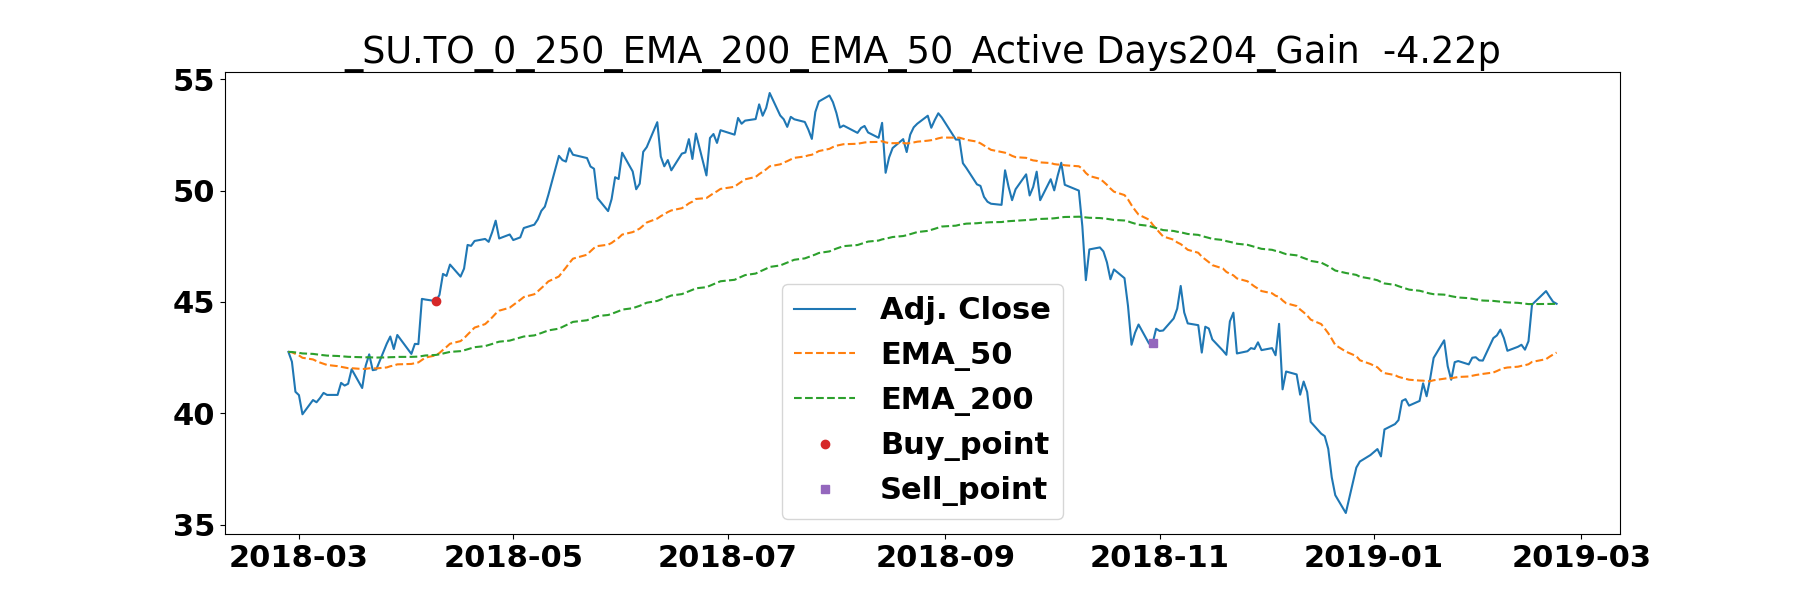 _SU.TO_0_250_EMA_200_EMA_50_Active Days204_Gain  -4.22p
55
50
45
40
35
Adj. Close
EMA_50
EMA_200
Buy_point
Sell_point
2018-03 2018-05 2018-07 2018-09 2018-11 2019-01 2019-03